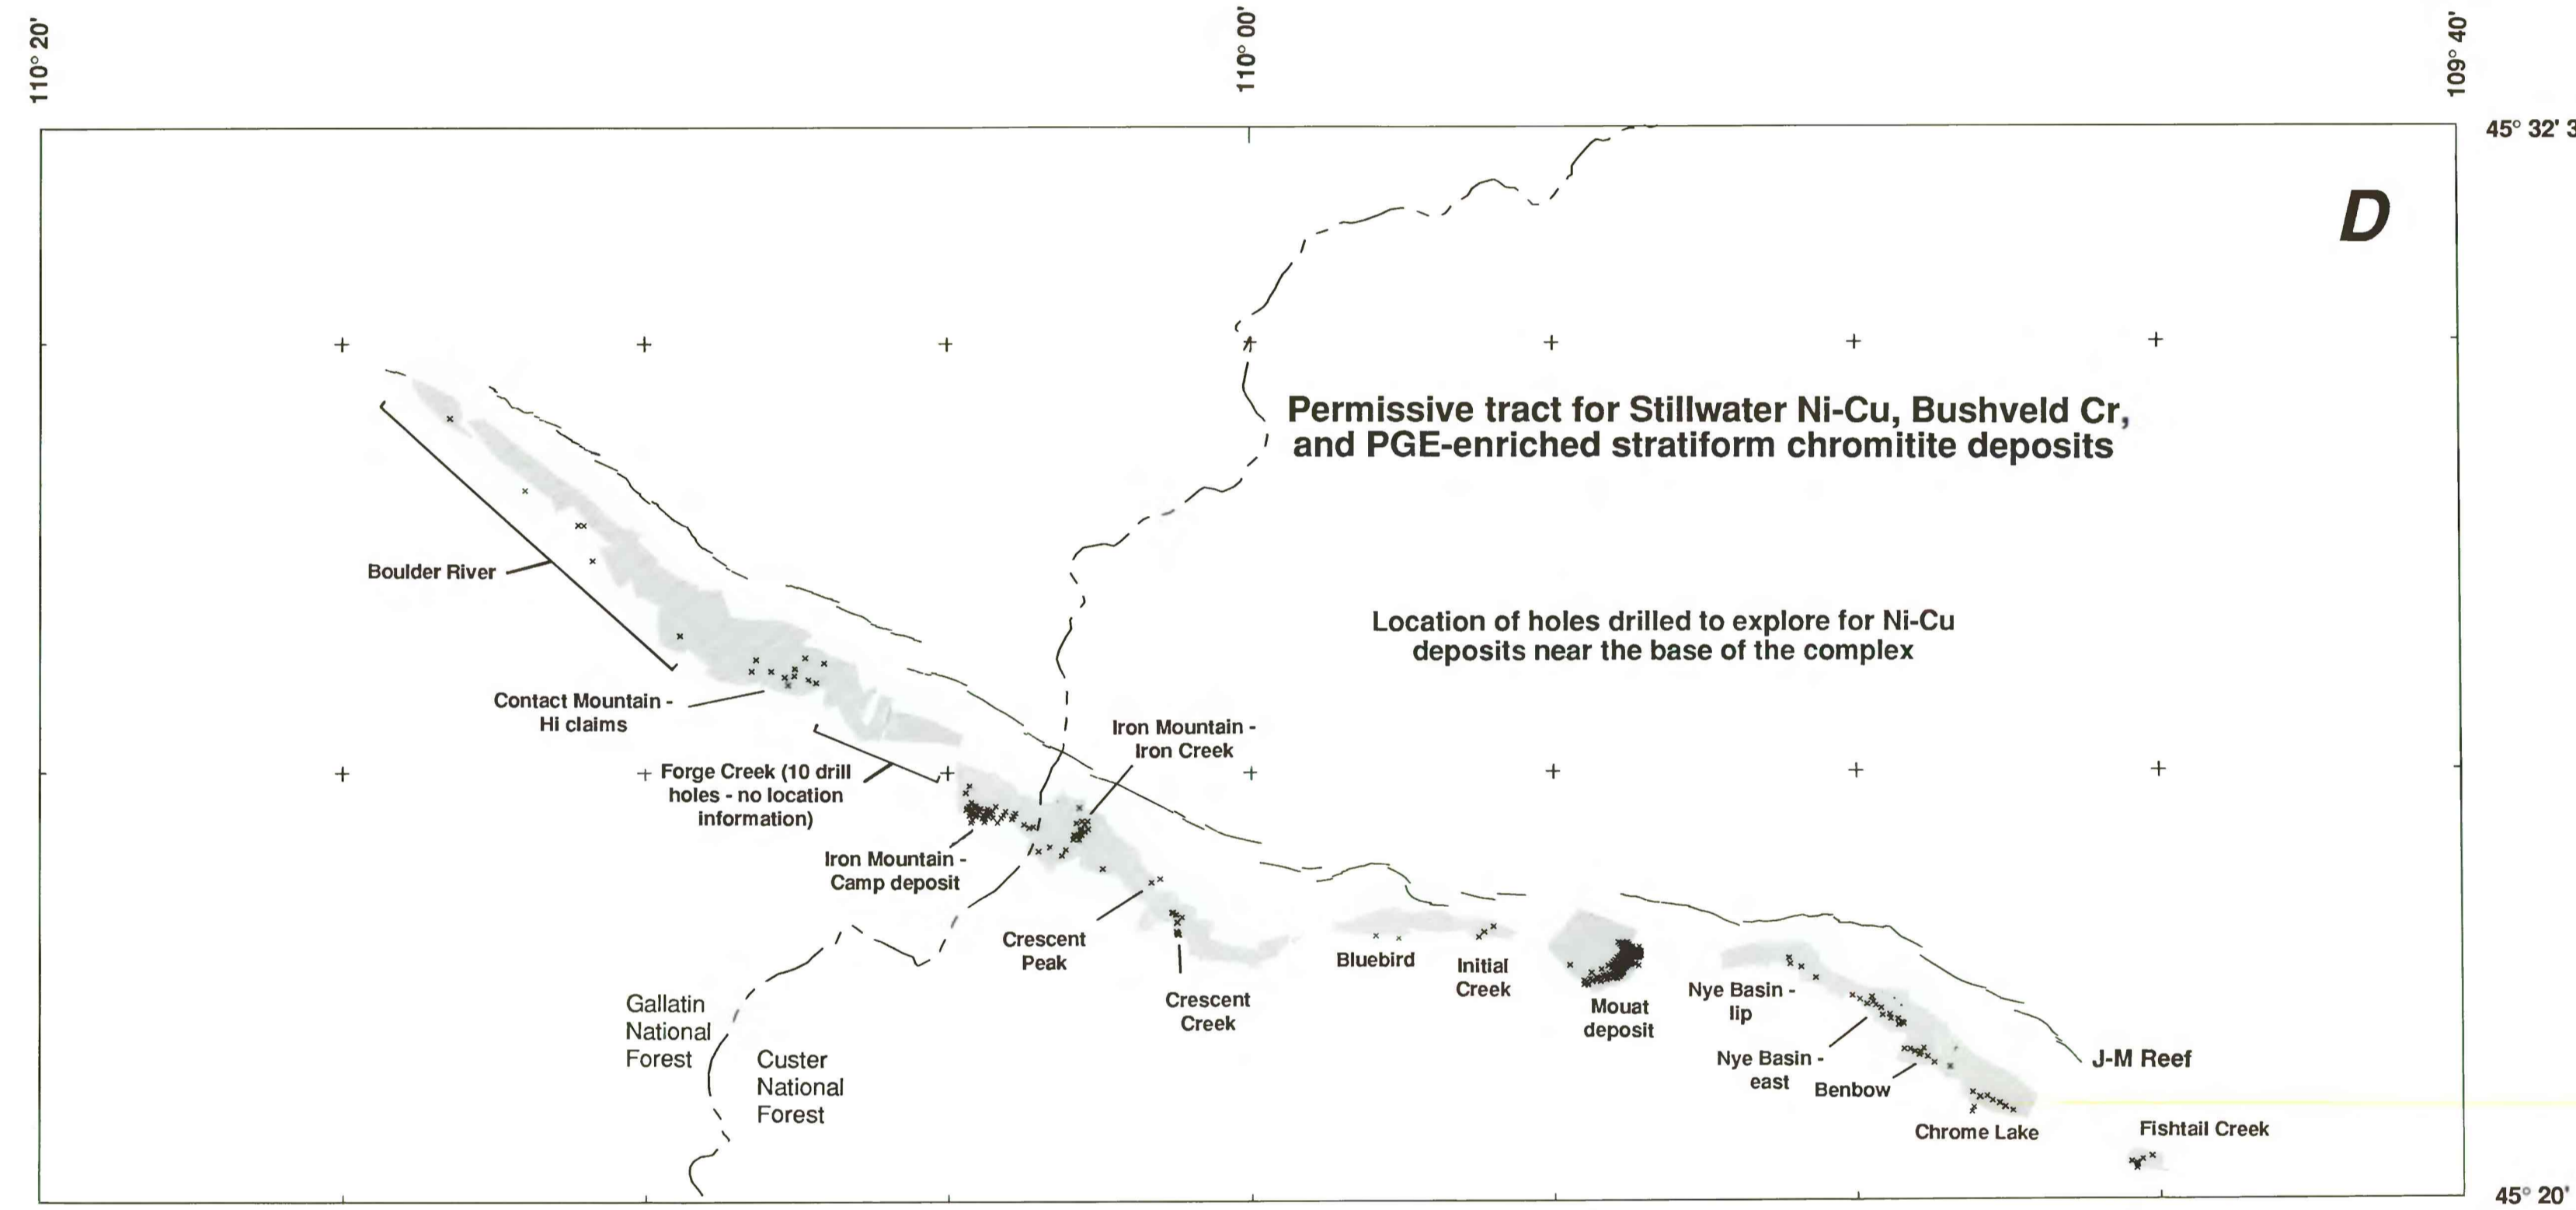 110° 20'
110° 00'
109° 40'
45° 32' 3
D
Permissive tract for Stillwater Ni-Cu, Bushveld Cr,
and PGE-enriched stratiform chromitite deposits
Location of holes drilled to explore for Ni-Cu
deposits near the base of the complex
Boulder River
Contact Mountain -
Hi claims
Iron Mountain -
Iron Creek
Forge Creek (10 drill
holes - no location
information)
Iron Mountain -
Camp deposit
Crescent
Peak
Crescent
Creek
Bluebird
Initial
Creek
Mouat
deposit
Nye Basin -
lip
Nye Basin -
east
Benbow
J-M Reef
Chrome Lake
Fishtail Creek
Gallatin
National
Forest
Custer
National
Forest
45° 20'